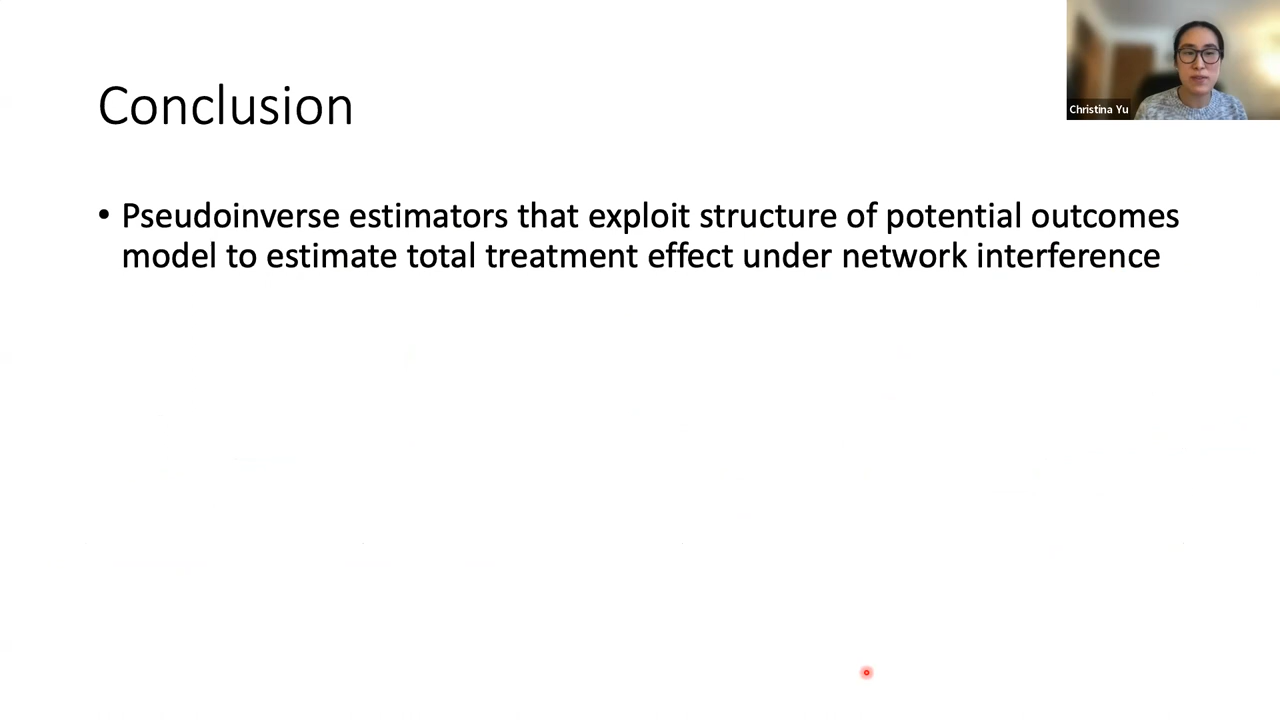 Conclusion
• Pseudoinverse estimators that exploit structure of potential outcomes
model to estimate total treatment effect under network interference
Christina Yu